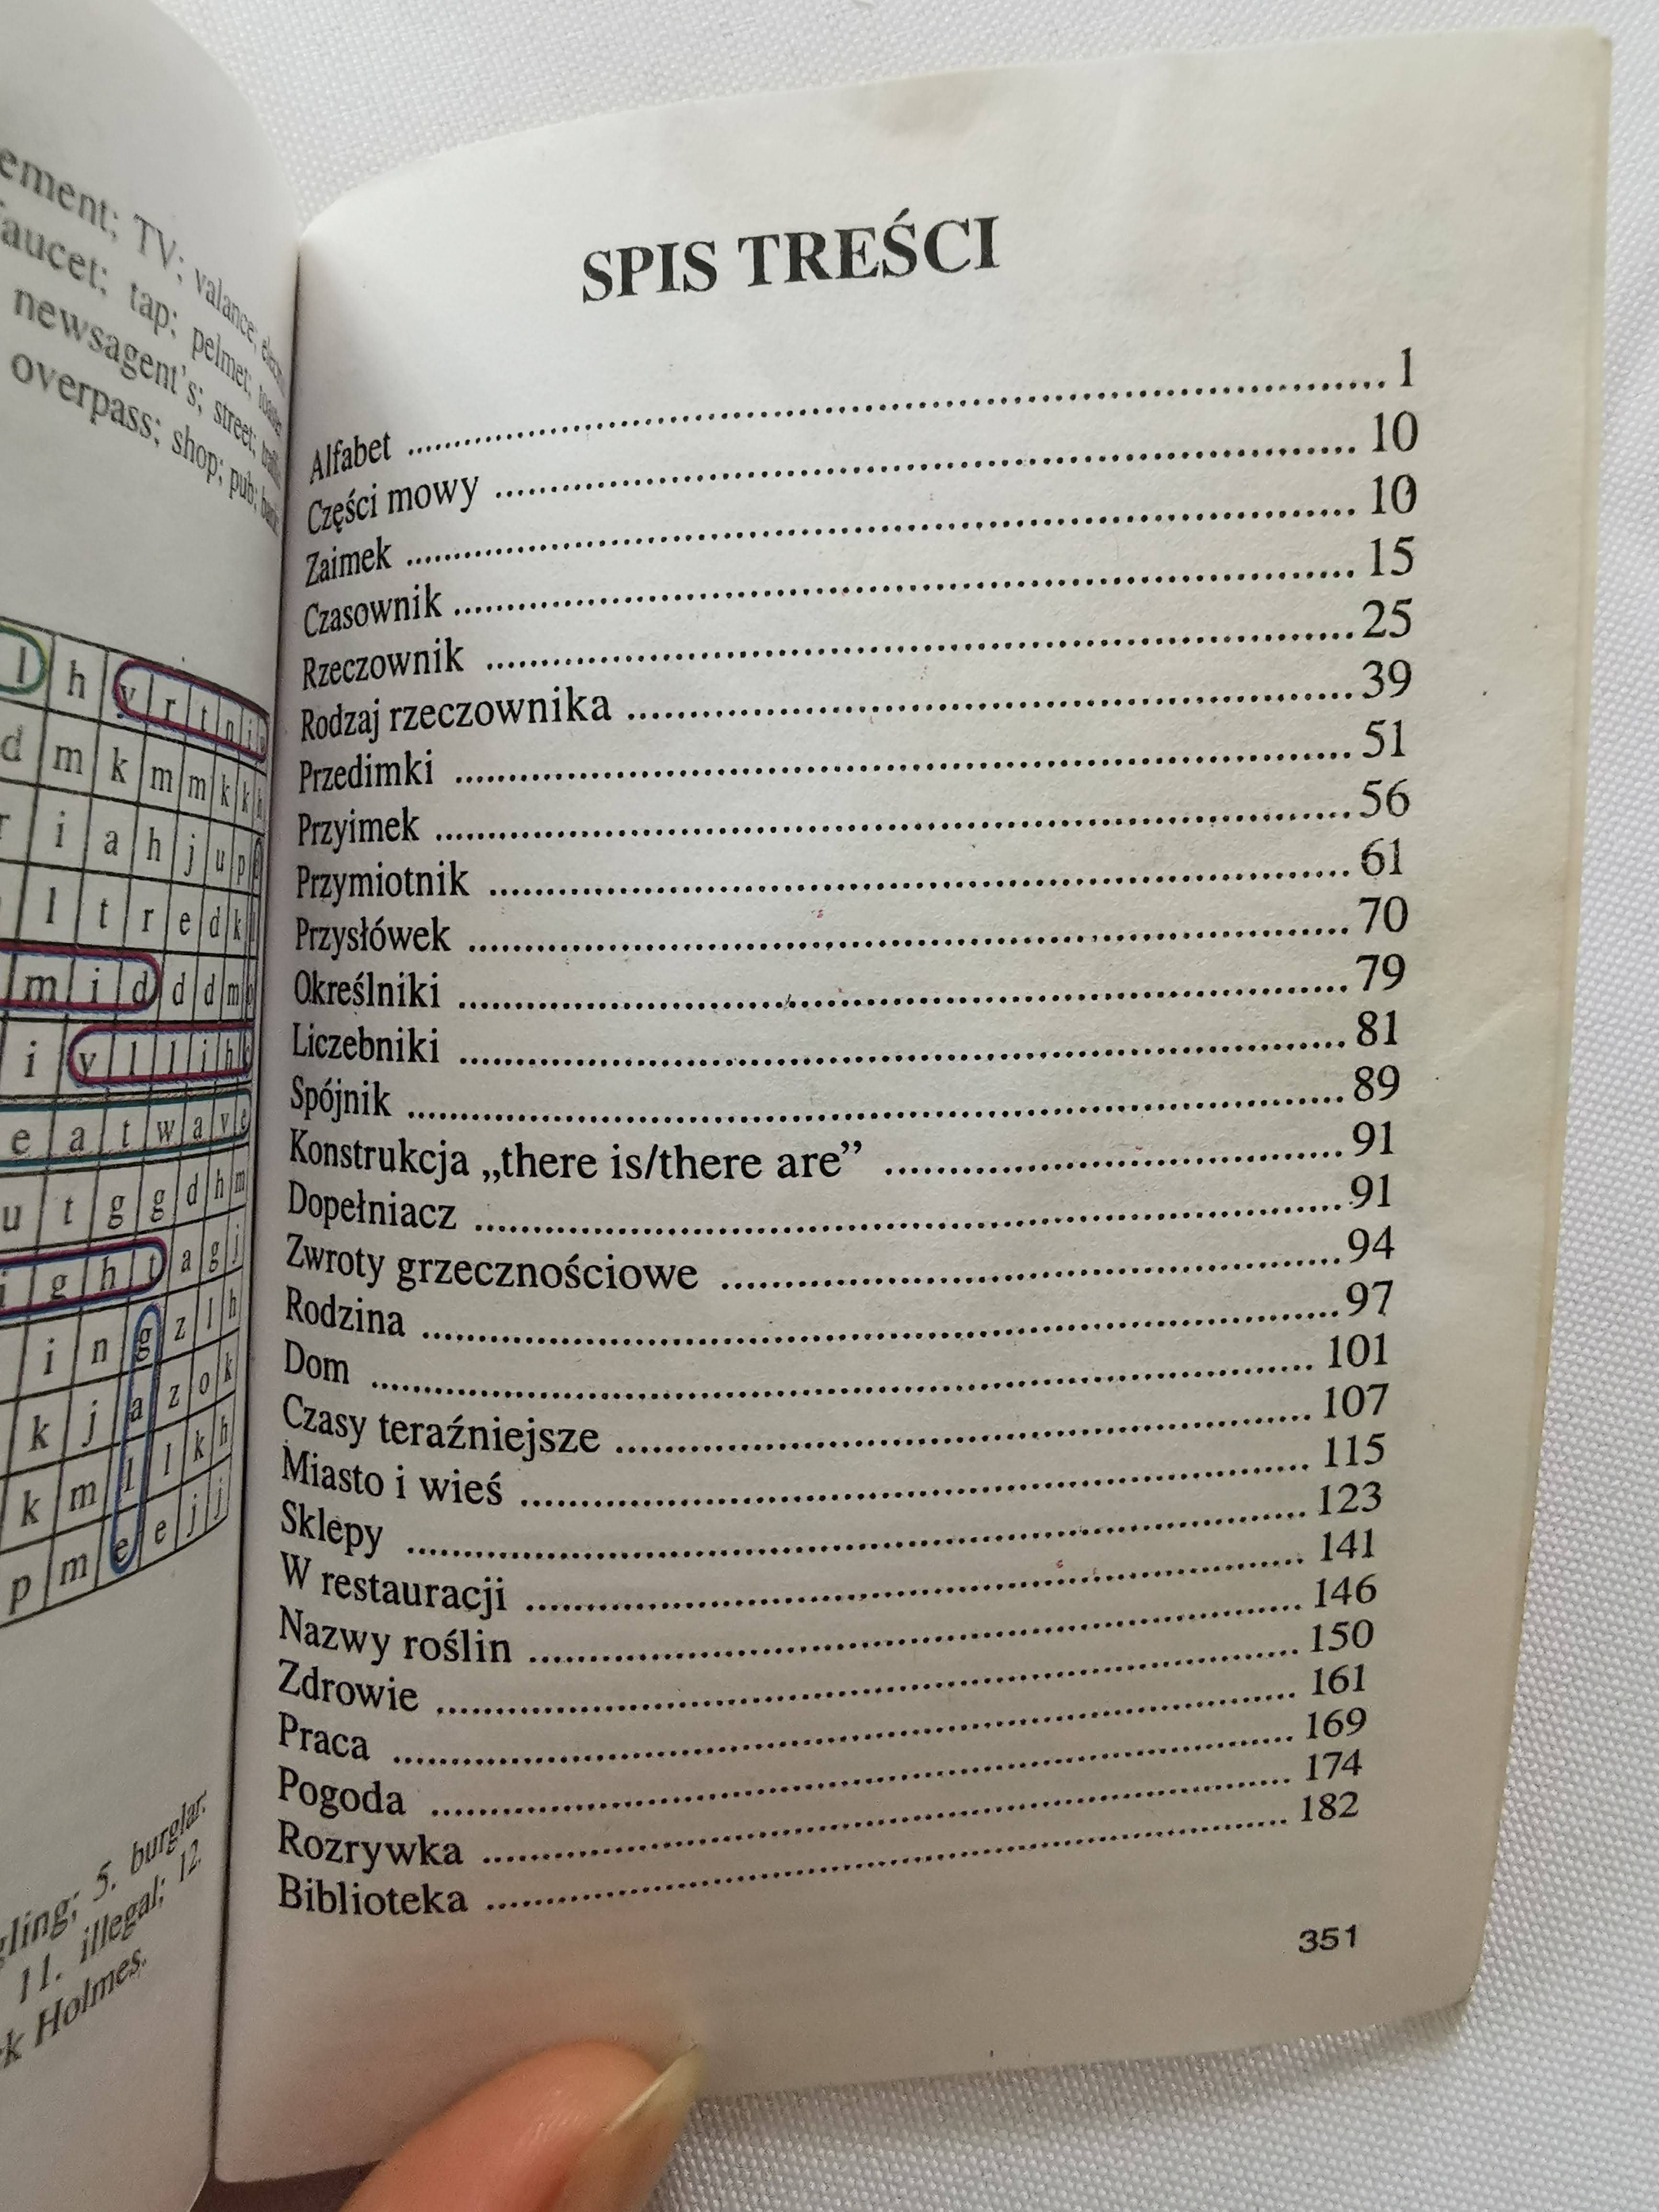 ement; TV; valance;
faucet; tap; pelmet;
newsagent's; street;
overpass; shop; pub;
l h y r t n i
d m k m m k k h
r i a h j u p
l t r e d k l
m i d d d m
i y l l i h c
e a t w a v e
u t g g d h m
i g h t a g j
i n g z l h
k j a z o k
k m l l k h
p m e e j j
gling; 5. burglar;
11. illegal; 12.
k Holmes.
SPIS TREŚCI
Alfabet ........ 1
Części mowy ........ 10
Zaimek ........ 10
Czasownik ........ 15
Rzeczownik ........ 25
Rodzaj rzeczownika ........ 39
Przedimki ........ 51
Przyimek ........ 56
Przymiotnik ........ 61
Przysłówek ........ 70
Określniki ........ 79
Liczebniki ........ 81
Spójnik ........ 89
Konstrukcja „there is/there are” ........ 91
Dopełniacz ........ 91
Zwroty grzecznościowe ........ 94
Rodzina ........ 97
Dom ........ 101
Czasy teraźniejsze ........ 107
Miasto i wieś ........ 115
Sklepy ........ 123
W restauracji ........ 141
Nazwy roślin ........ 146
Zdrowie ........ 150
Praca ........ 161
Pogoda ........ 169
Rozrywka ........ 174
Biblioteka ........ 182
351